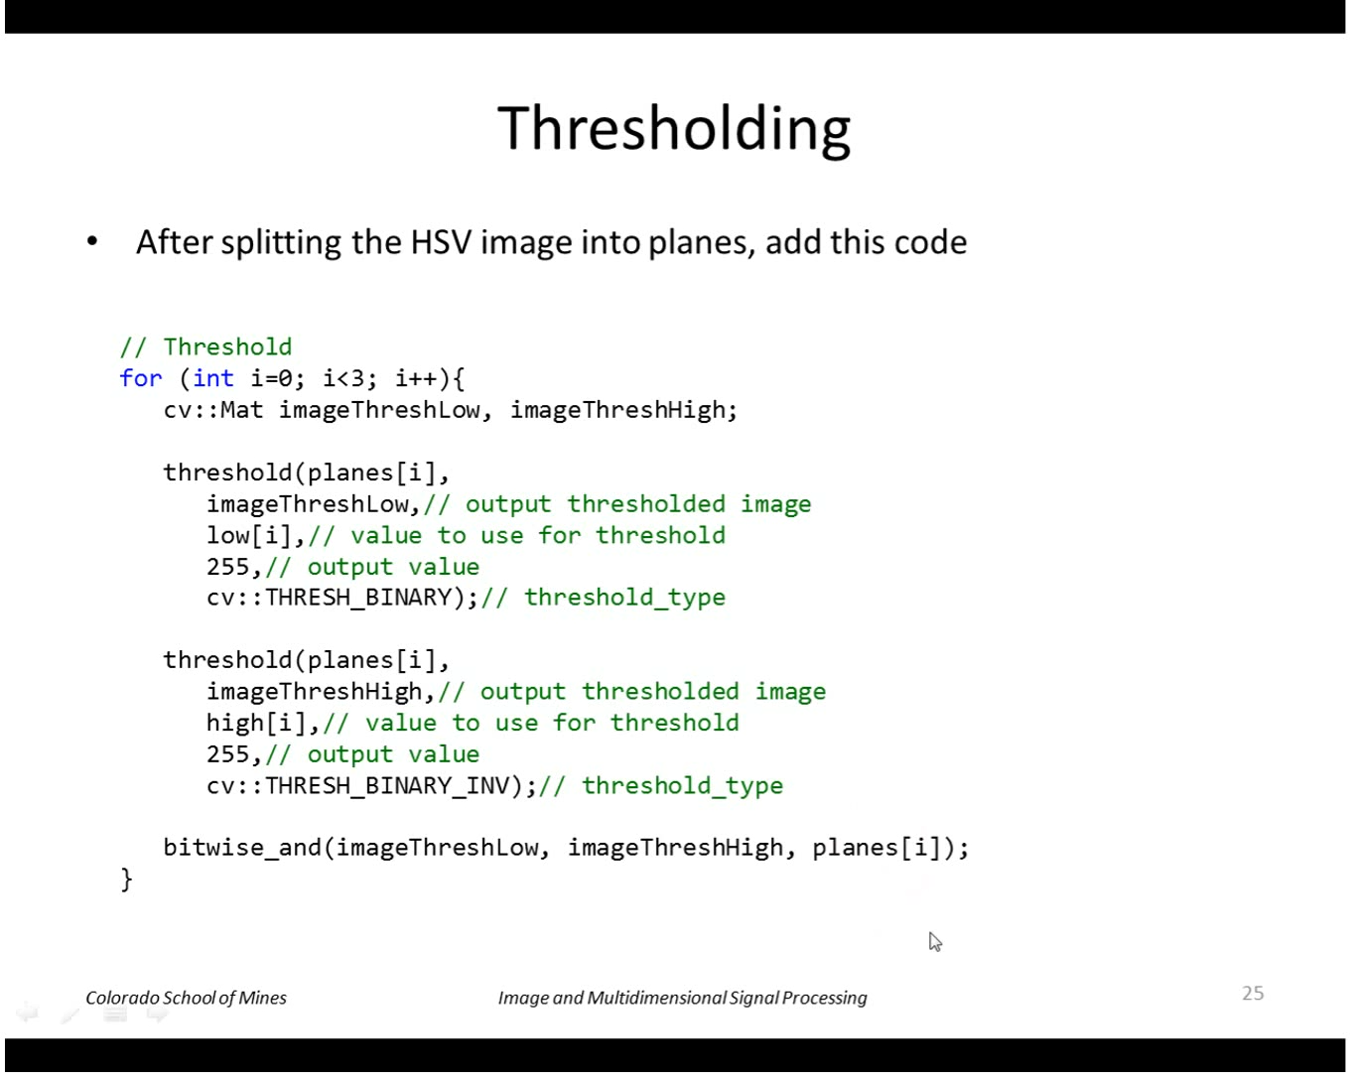 Thresholding
• After splitting the HSV image into planes, add this code
// Threshold
for (int i=0; i<3; i++){
cv::Mat imageThreshLow, imageThreshHigh;
threshold(planes[i],
imageThreshLow,// output thresholded image
low[i],// value to use for threshold
255,// output value
cv::THRESH_BINARY);// threshold_type
threshold(planes[i],
imageThreshHigh,// output thresholded image
high[i],// value to use for threshold
255,// output value
cv::THRESH_BINARY_INV);// threshold_type
bitwise_and(imageThreshLow, imageThreshHigh, planes[i]);
}
Colorado School of Mines
Image and Multidimensional Signal Processing
25